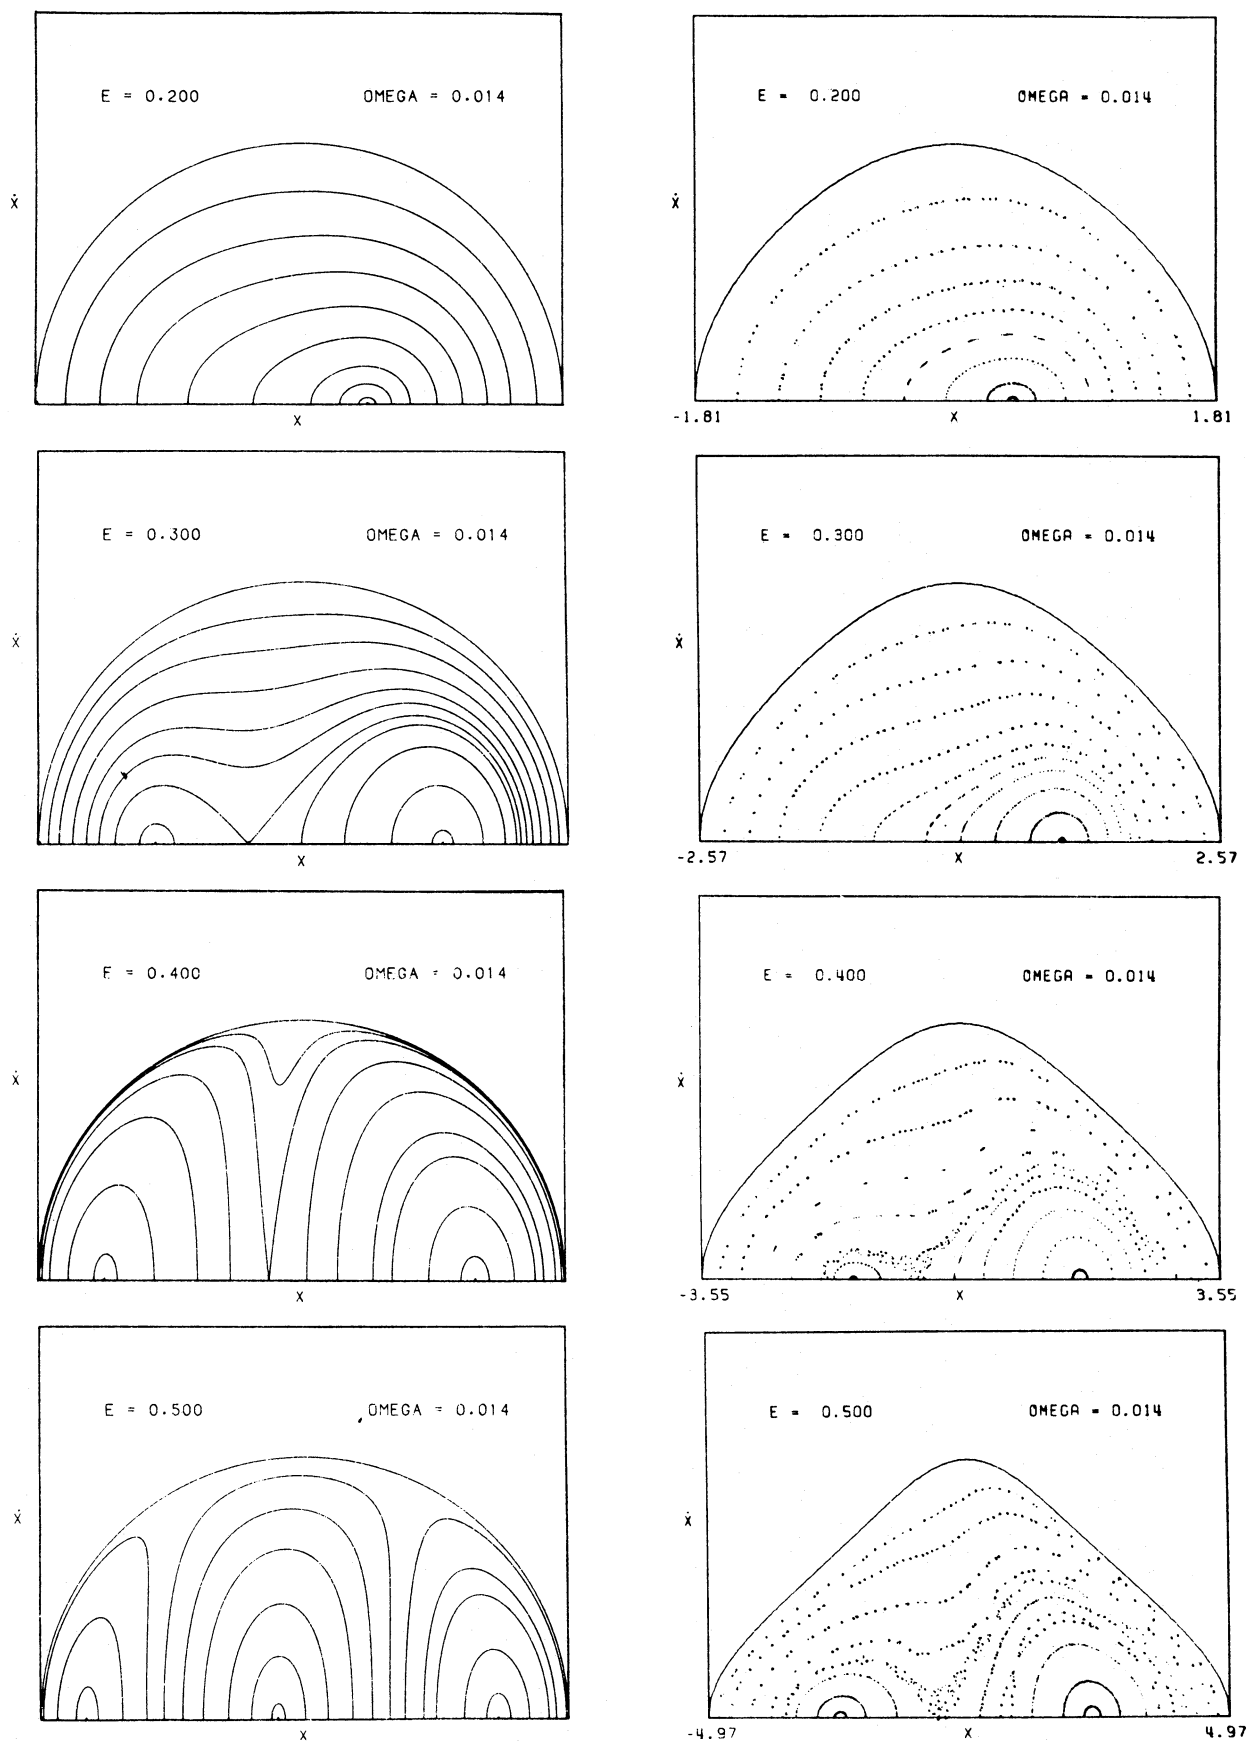 E = 0.200 OMEGA = 0.014
Ẋ
X
E = 0.200 OMEGA = 0.014
Ẋ
-1.81 X 1.81
E = 0.300 OMEGA = 0.014
Ẋ
X
E = 0.300 OMEGA = 0.014
Ẋ
-2.57 X 2.57
E = 0.400 OMEGA = 0.014
Ẋ
X
E = 0.400 OMEGA = 0.014
Ẋ
-3.55 X 3.55
E = 0.500 OMEGA = 0.014
Ẋ
X
E = 0.500 OMEGA = 0.014
Ẋ
-4.97 X 4.97